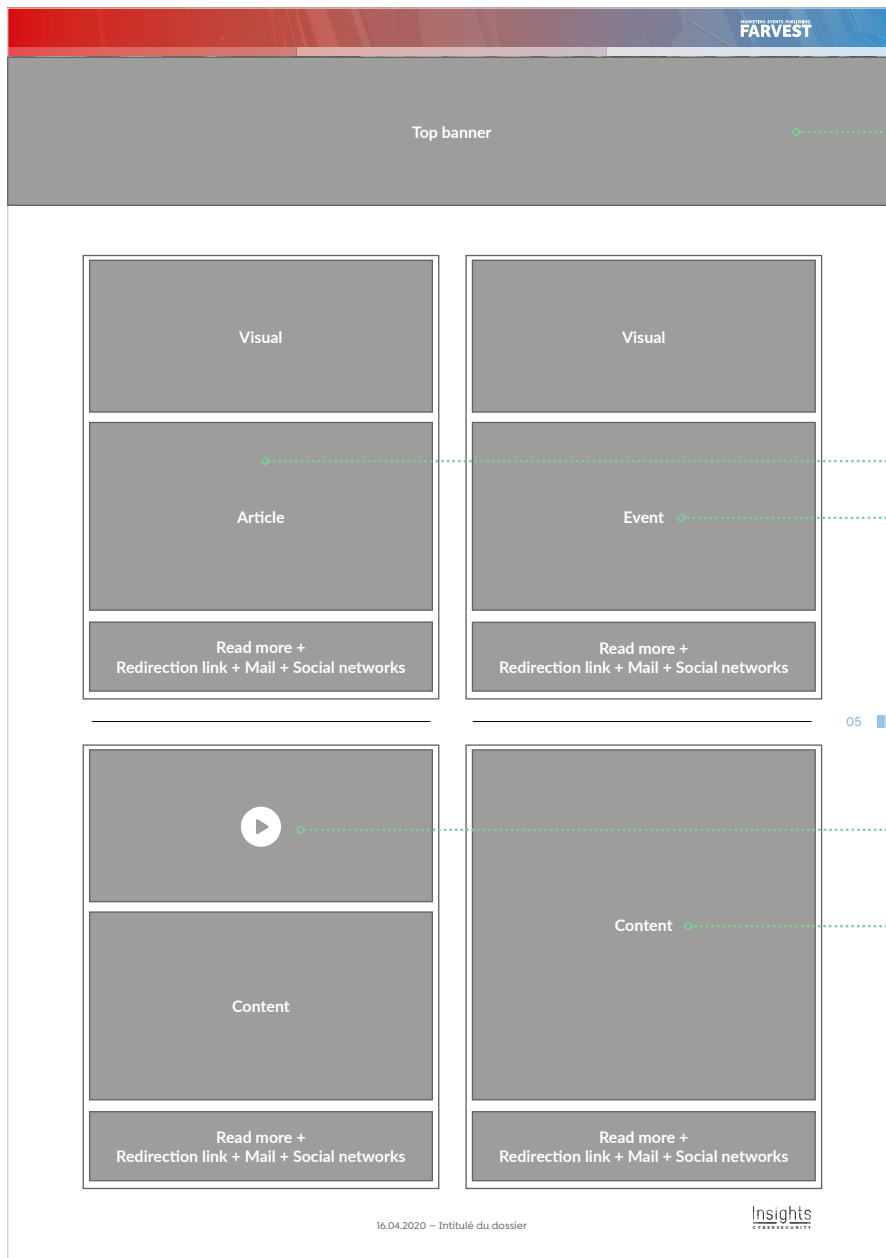 MARKETING EVENTS PUBLISHING
FARVEST
Top banner
Visual
Visual
Article
Event
Read more +
Redirection link + Mail + Social networks
Read more +
Redirection link + Mail + Social networks
05
Content
Content
Read more +
Redirection link + Mail + Social networks
Read more +
Redirection link + Mail + Social networks
16.04.2020 – Intitulé du dossier
Insights
CYBERSECURITY